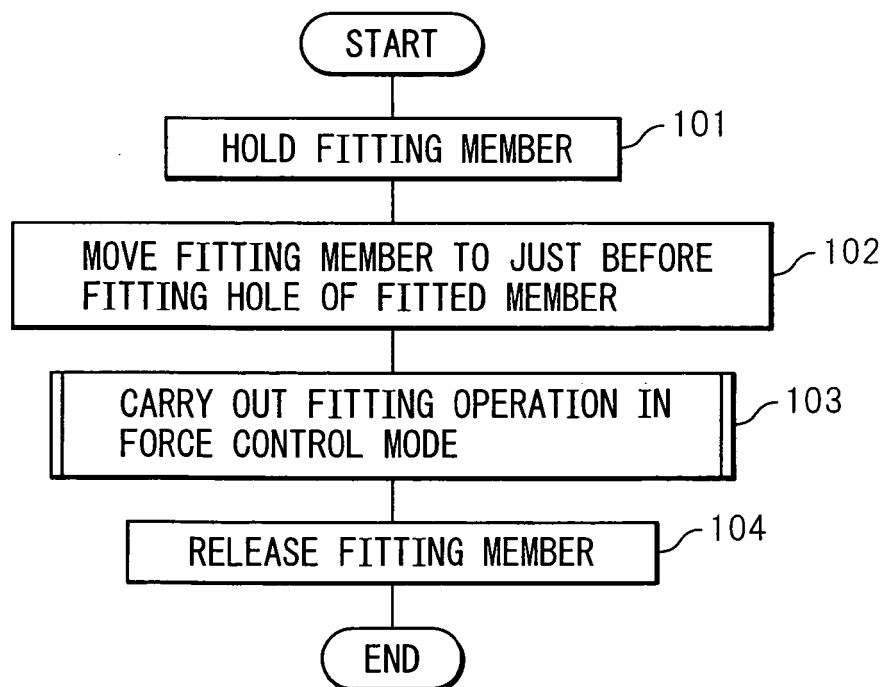 START
HOLD FITTING MEMBER
101
MOVE FITTING MEMBER TO JUST BEFORE
FITTING HOLE OF FITTED MEMBER
102
CARRY OUT FITTING OPERATION IN
FORCE CONTROL MODE
103
RELEASE FITTING MEMBER
104
END